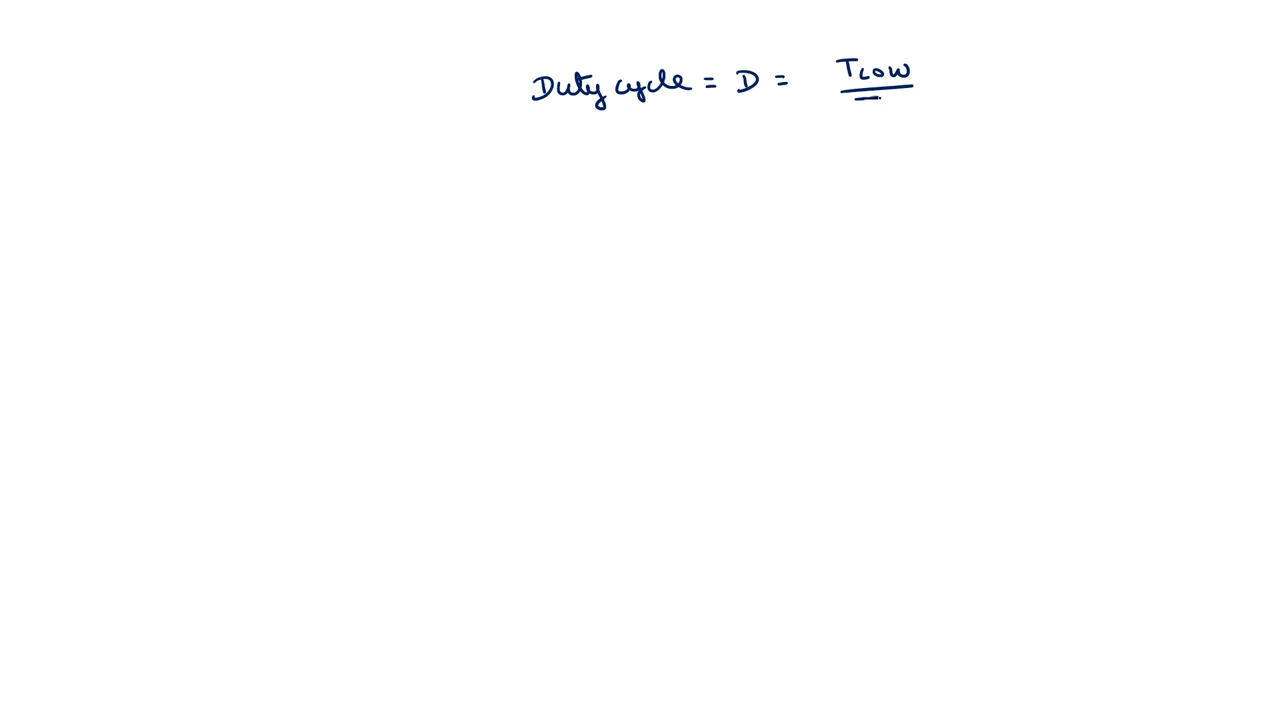 Duty cycle = D = TLOW